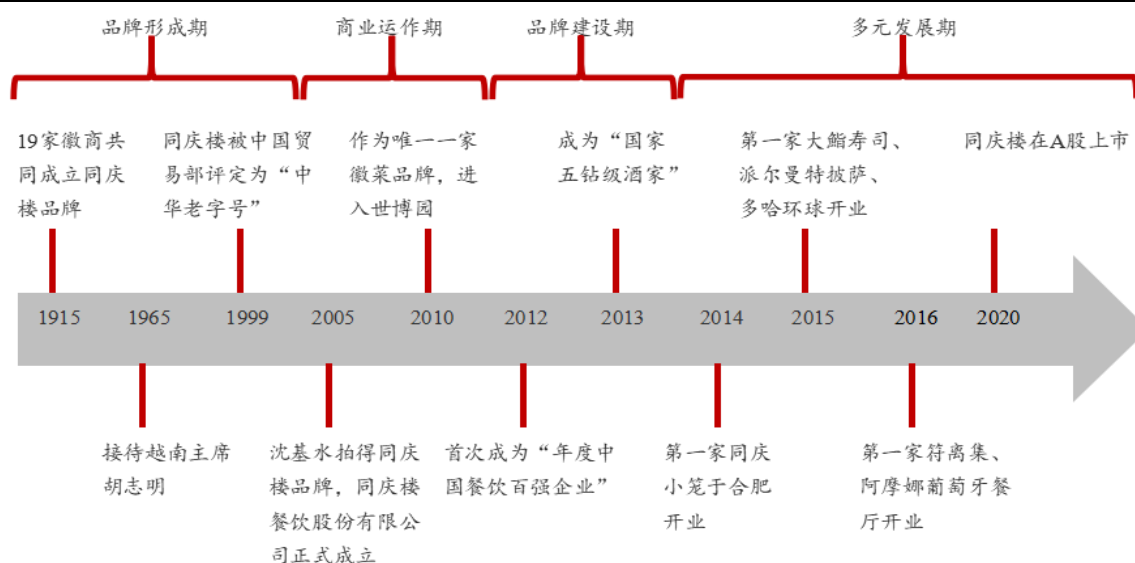 品牌形成期
商业运作期
品牌建设期
多元发展期
19家徽商共
同成立同庆
楼品牌
同庆楼被中国贸
易部评定为“中
华老字号”
作为唯一一家
徽菜品牌，进
入世博园
成为“国家
五钻级酒家”
第一家大鮨寿司、
派尔曼特披萨、
多哈环球开业
同庆楼在A股上市
1915
1965
1999
2005
2010
2012
2013
2014
2015
2016
2020
接待越南主席
胡志明
沈基水拍得同庆
楼品牌，同庆楼
餐饮股份有限公
司正式成立
首次成为“年度中
国餐饮百强企业”
第一家同庆
小笼于合肥
开业
第一家符离集、
阿摩娜葡萄牙餐
厅开业